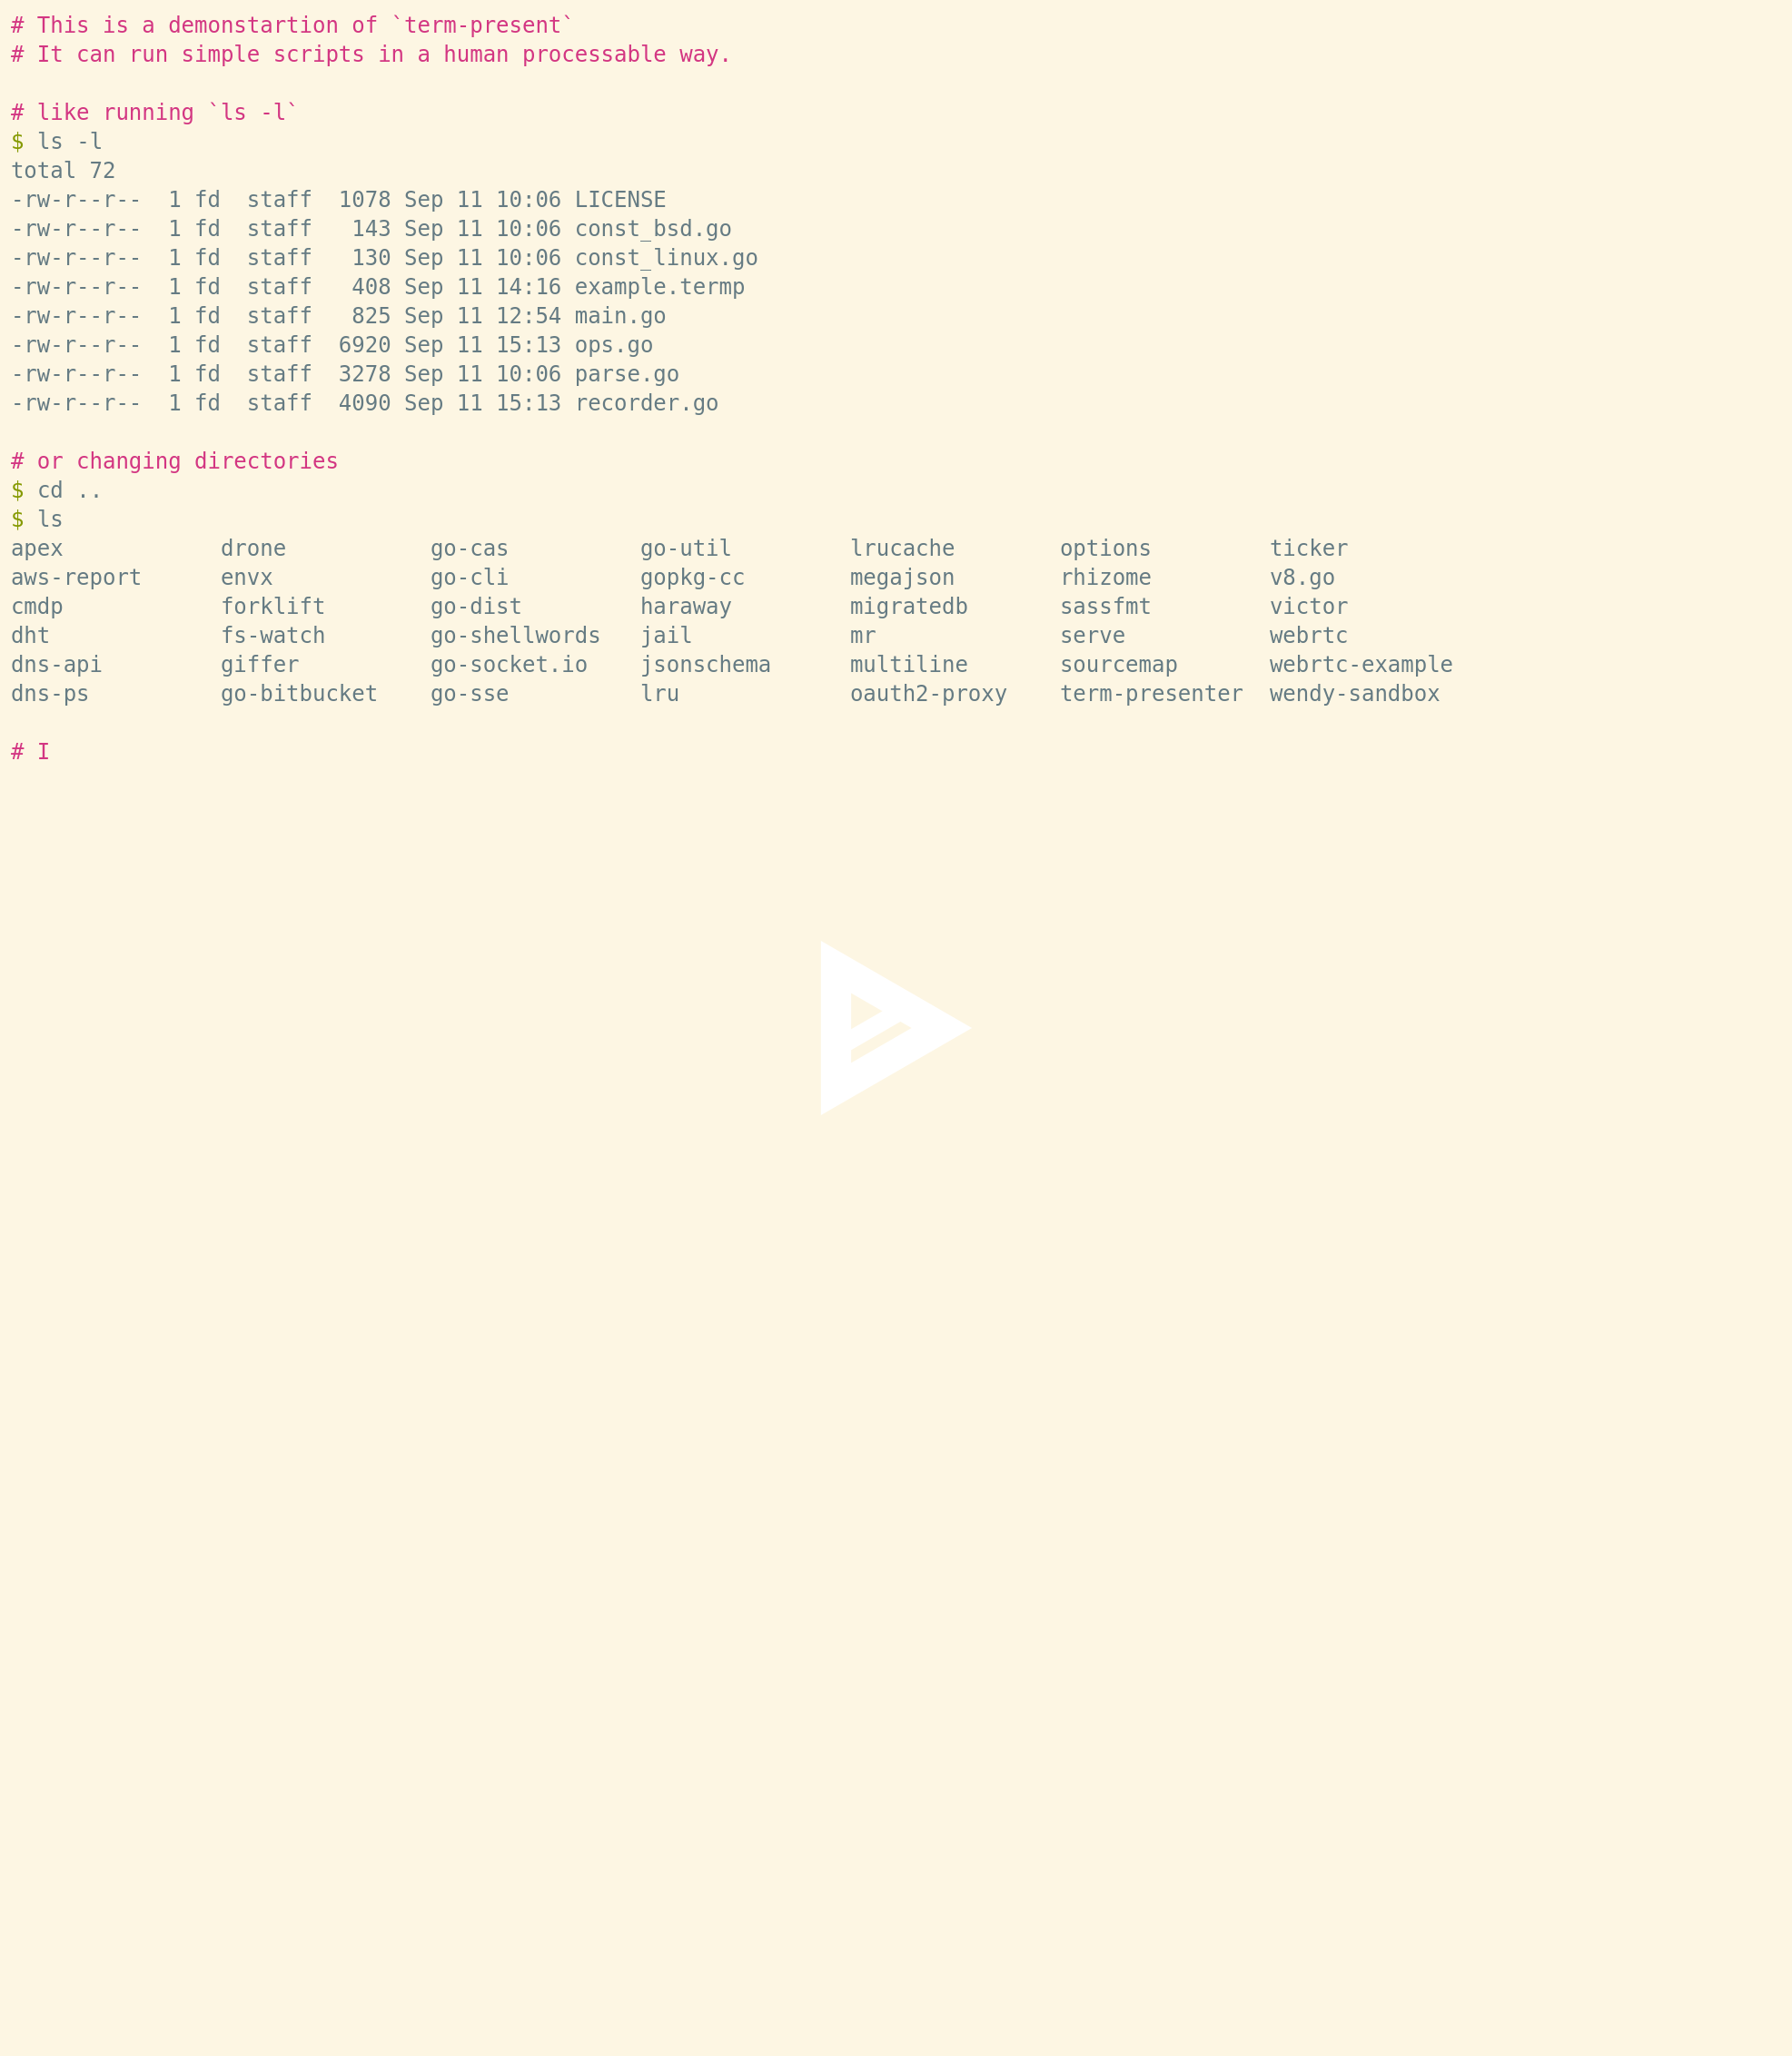 # This is a demonstartion of `term-present`
# It can run simple scripts in a human processable way.

# like running `ls -l`
$ ls -l
total 72
-rw-r--r--  1 fd  staff  1078 Sep 11 10:06 LICENSE
-rw-r--r--  1 fd  staff   143 Sep 11 10:06 const_bsd.go
-rw-r--r--  1 fd  staff   130 Sep 11 10:06 const_linux.go
-rw-r--r--  1 fd  staff   408 Sep 11 14:16 example.termp
-rw-r--r--  1 fd  staff   825 Sep 11 12:54 main.go
-rw-r--r--  1 fd  staff  6920 Sep 11 15:13 ops.go
-rw-r--r--  1 fd  staff  3278 Sep 11 10:06 parse.go
-rw-r--r--  1 fd  staff  4090 Sep 11 15:13 recorder.go

# or changing directories
$ cd ..
$ ls
apex            drone           go-cas          go-util         lrucache        options         ticker
aws-report      envx            go-cli          gopkg-cc        megajson        rhizome         v8.go
cmdp            forklift        go-dist         haraway         migratedb       sassfmt         victor
dht             fs-watch        go-shellwords   jail            mr              serve           webrtc
dns-api         giffer          go-socket.io    jsonschema      multiline       sourcemap       webrtc-example
dns-ps          go-bitbucket    go-sse          lru             oauth2-proxy    term-presenter  wendy-sandbox

# I